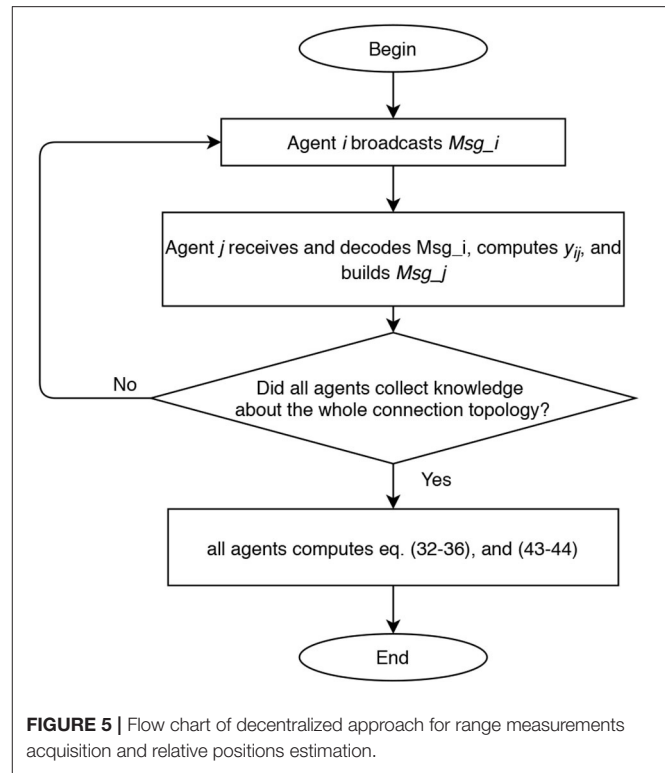 Begin
Agent i broadcasts Msg_i
Agent j receives and decodes Msg_i, computes yij, and
builds Msg_j
No
Did all agents collect knowledge
about the whole connection topology?
Yes
all agents computes eq. (32-36), and (43-44)
End
FIGURE 5 | Flow chart of decentralized approach for range measurements
acquisition and relative positions estimation.